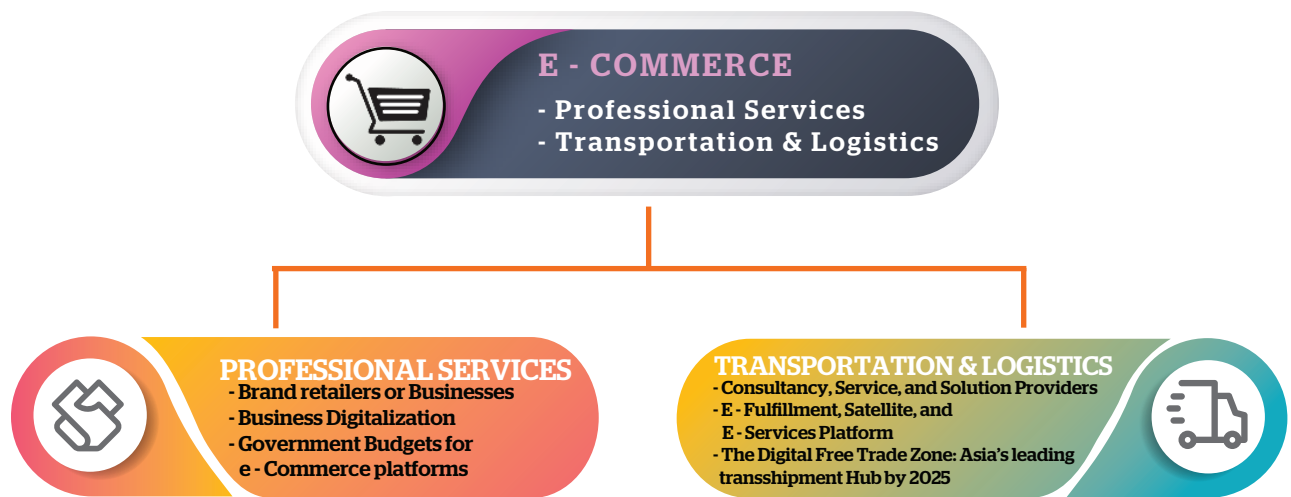 E - COMMERCE
- Professional Services
- Transportation & Logistics
PROFESSIONAL SERVICES
- Brand retailers or Businesses
- Business Digitalization
- Government Budgets for
e - Commerce platforms
TRANSPORTATION & LOGISTICS
- Consultancy, Service, and Solution Providers
- E - Fulfillment, Satellite, and
E - Services Platform
- The Digital Free Trade Zone: Asia's leading
transshipment Hub by 2025